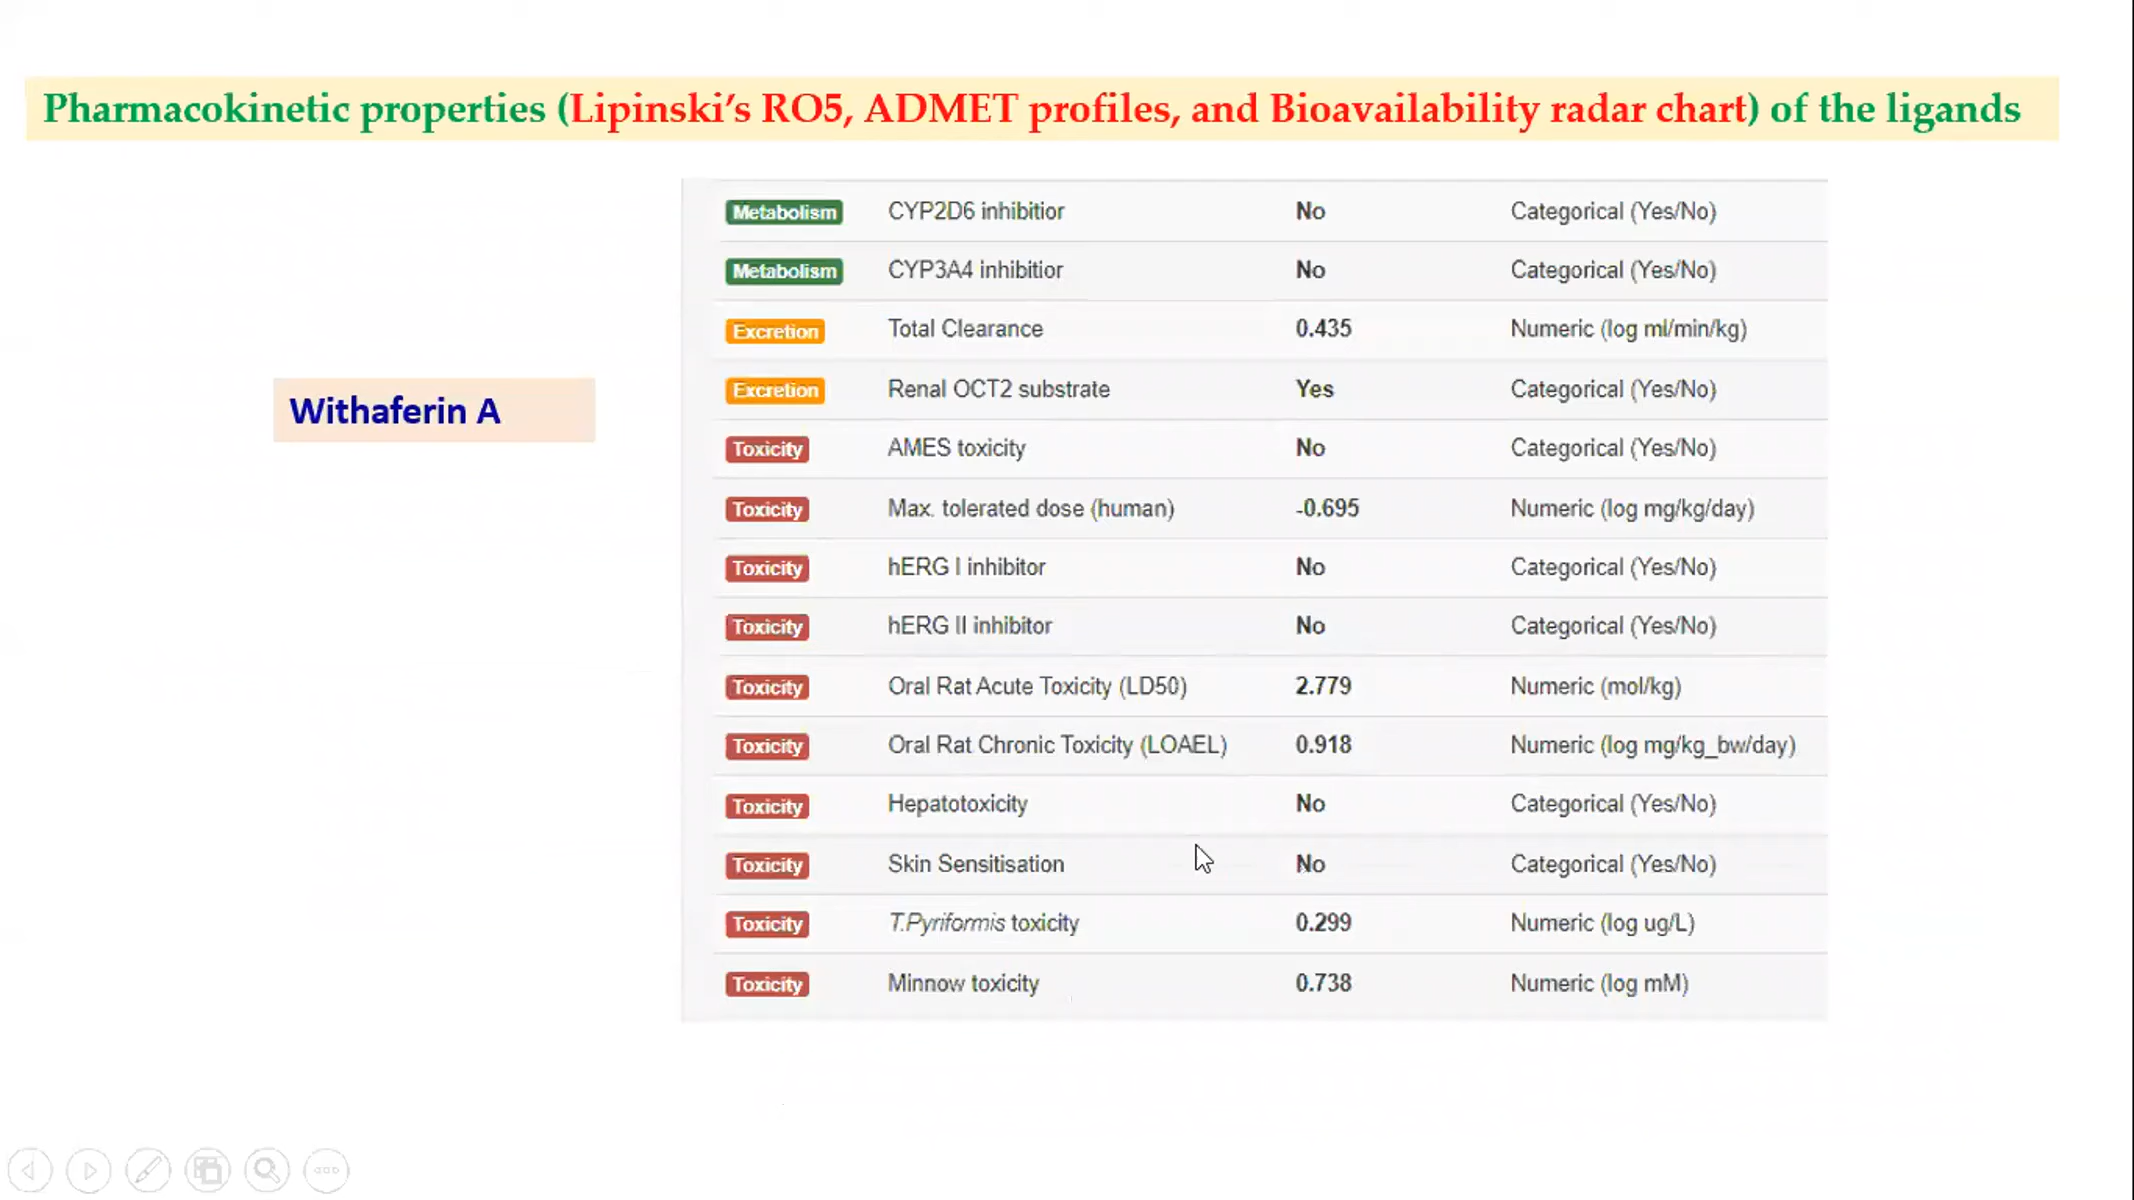 Pharmacokinetic properties (Lipinski’s RO5, ADMET profiles, and Bioavailability radar chart) of the ligands
Withaferin A
Metabolism CYP2D6 inhibitior No Categorical (Yes/No)
Metabolism CYP3A4 inhibitior No Categorical (Yes/No)
Excretion Total Clearance 0.435 Numeric (log ml/min/kg)
Excretion Renal OCT2 substrate Yes Categorical (Yes/No)
Toxicity AMES toxicity No Categorical (Yes/No)
Toxicity Max. tolerated dose (human) -0.695 Numeric (log mg/kg/day)
Toxicity hERG I inhibitor No Categorical (Yes/No)
Toxicity hERG II inhibitor No Categorical (Yes/No)
Toxicity Oral Rat Acute Toxicity (LD50) 2.779 Numeric (mol/kg)
Toxicity Oral Rat Chronic Toxicity (LOAEL) 0.918 Numeric (log mg/kg_bw/day)
Toxicity Hepatotoxicity No Categorical (Yes/No)
Toxicity Skin Sensitisation No Categorical (Yes/No)
Toxicity T.Pyriformis toxicity 0.299 Numeric (log ug/L)
Toxicity Minnow toxicity 0.738 Numeric (log mM)